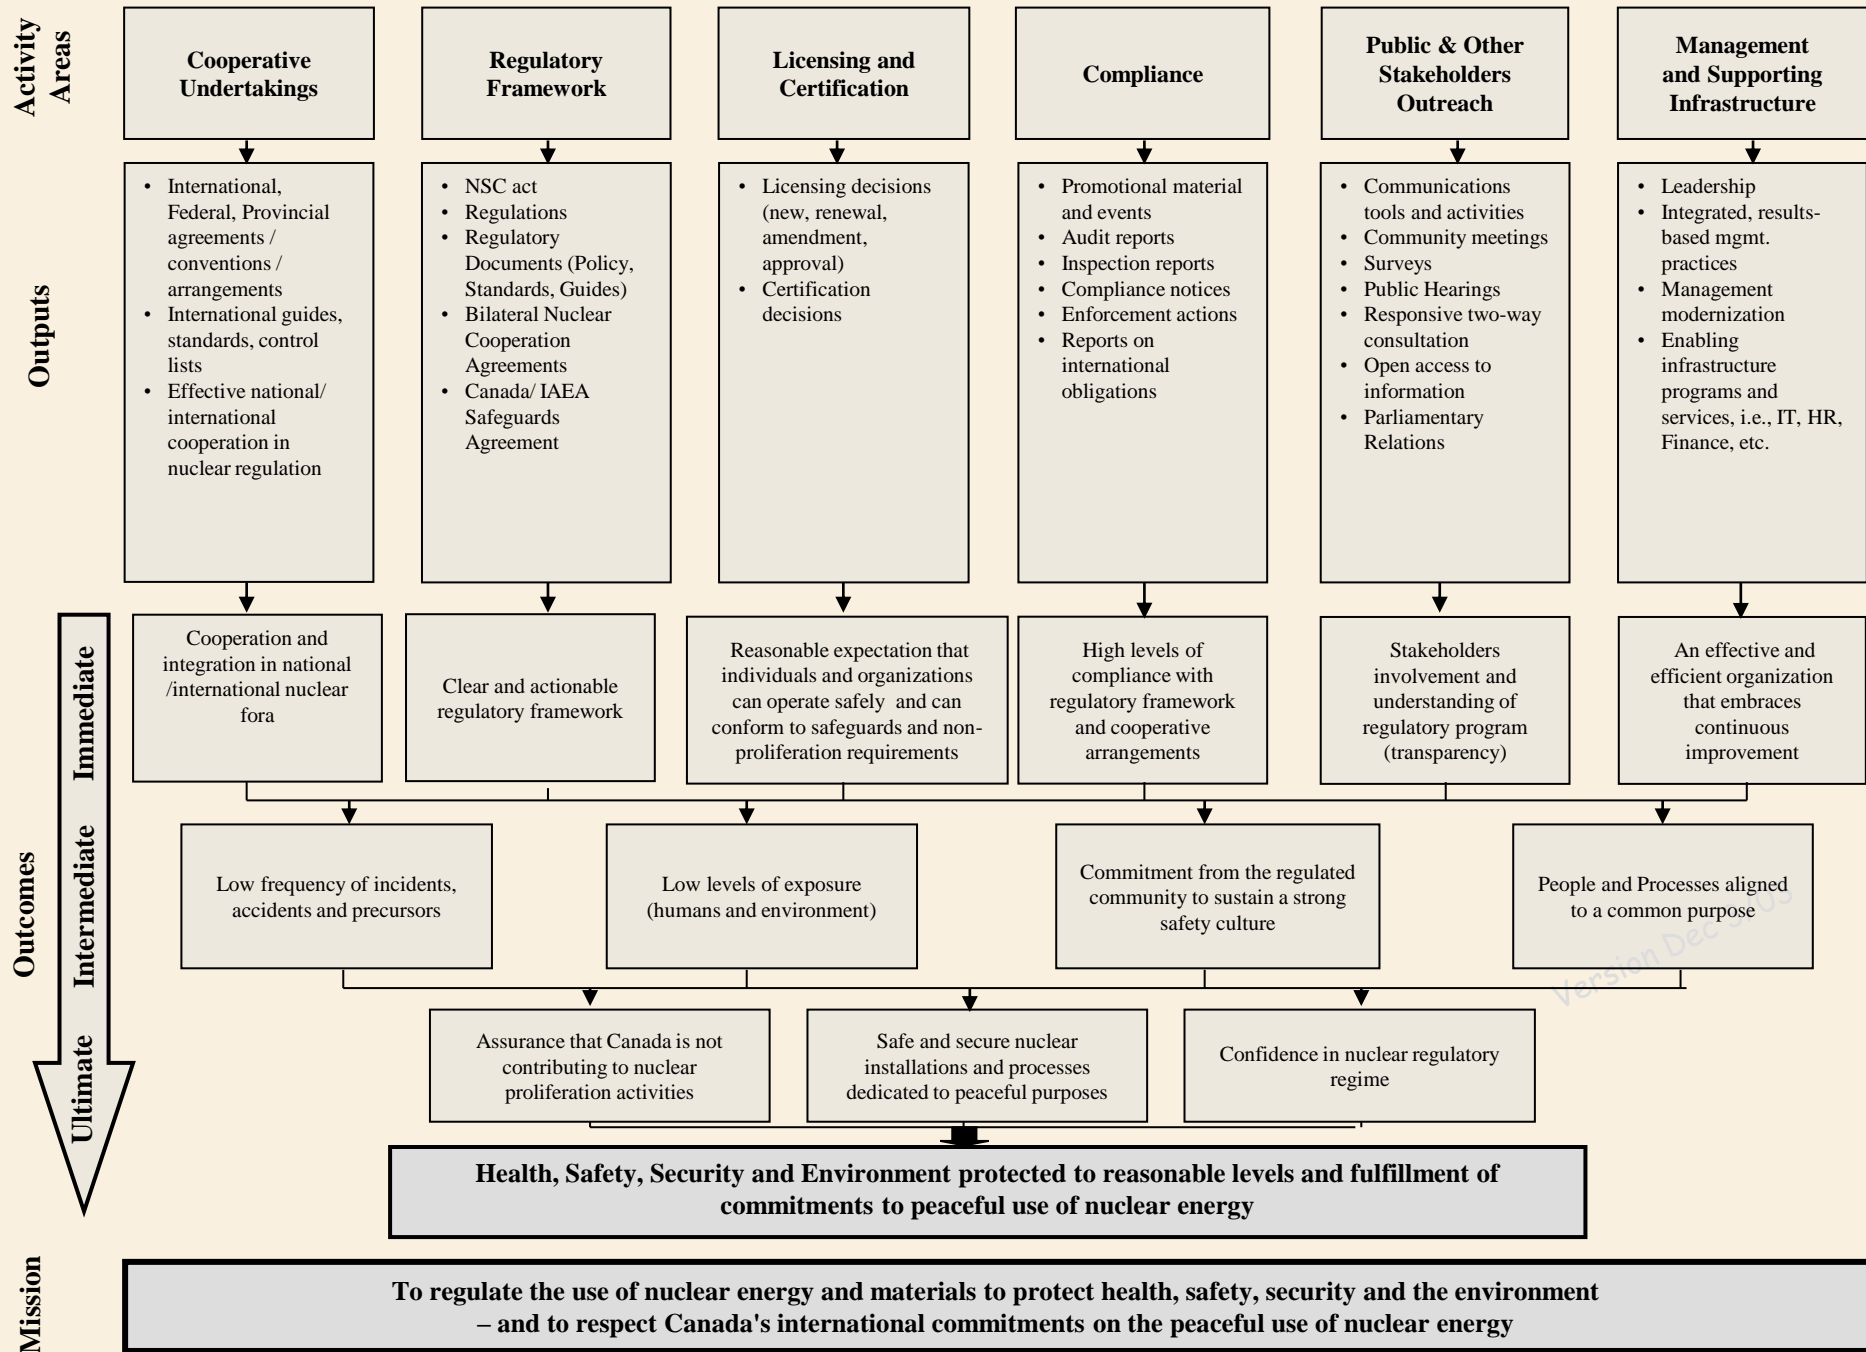 Activity
Areas
Cooperative
Undertakings
Regulatory
Framework
Licensing and
Certification
Compliance
Public & Other
Stakeholders
Outreach
Management
and Supporting
Infrastructure
Outputs
• International,
Federal, Provincial
agreements /
conventions /
arrangements
• International guides,
standards, control
lists
• Effective national/
international
cooperation in
nuclear regulation
• NSC act
• Regulations
• Regulatory
Documents (Policy,
Standards, Guides)
• Bilateral Nuclear
Cooperation
Agreements
• Canada/ IAEA
Safeguards
Agreement
• Licensing decisions
(new, renewal,
amendment,
approval)
• Certification
decisions
• Promotional material
and events
• Audit reports
• Inspection reports
• Compliance notices
• Enforcement actions
• Reports on
international
obligations
• Communications
tools and activities
• Community meetings
• Surveys
• Public Hearings
• Responsive two-way
consultation
• Open access to
information
• Parliamentary
Relations
• Leadership
• Integrated, results-
based mgmt.
practices
• Management
modernization
• Enabling
infrastructure
programs and
services, i.e., IT, HR,
Finance, etc.
Outcomes
Immediate
Cooperation and
integration in national
/international nuclear
fora
Clear and actionable
regulatory framework
Reasonable expectation that
individuals and organizations
can operate safely and can
conform to safeguards and non-
proliferation requirements
High levels of
compliance with
regulatory framework
and cooperative
arrangements
Stakeholders
involvement and
understanding of
regulatory program
(transparency)
An effective and
efficient organization
that embraces
continuous
improvement
Intermediate
Low frequency of incidents,
accidents and precursors
Low levels of exposure
(humans and environment)
Commitment from the regulated
community to sustain a strong
safety culture
People and Processes aligned
to a common purpose
Version Dec
Ultimate
Assurance that Canada is not
contributing to nuclear
proliferation activities
Safe and secure nuclear
installations and processes
dedicated to peaceful purposes
Confidence in nuclear regulatory
regime
Health, Safety, Security and Environment protected to reasonable levels and fulfillment of
commitments to peaceful use of nuclear energy
Mission
To regulate the use of nuclear energy and materials to protect health, safety, security and the environment
– and to respect Canada's international commitments on the peaceful use of nuclear energy